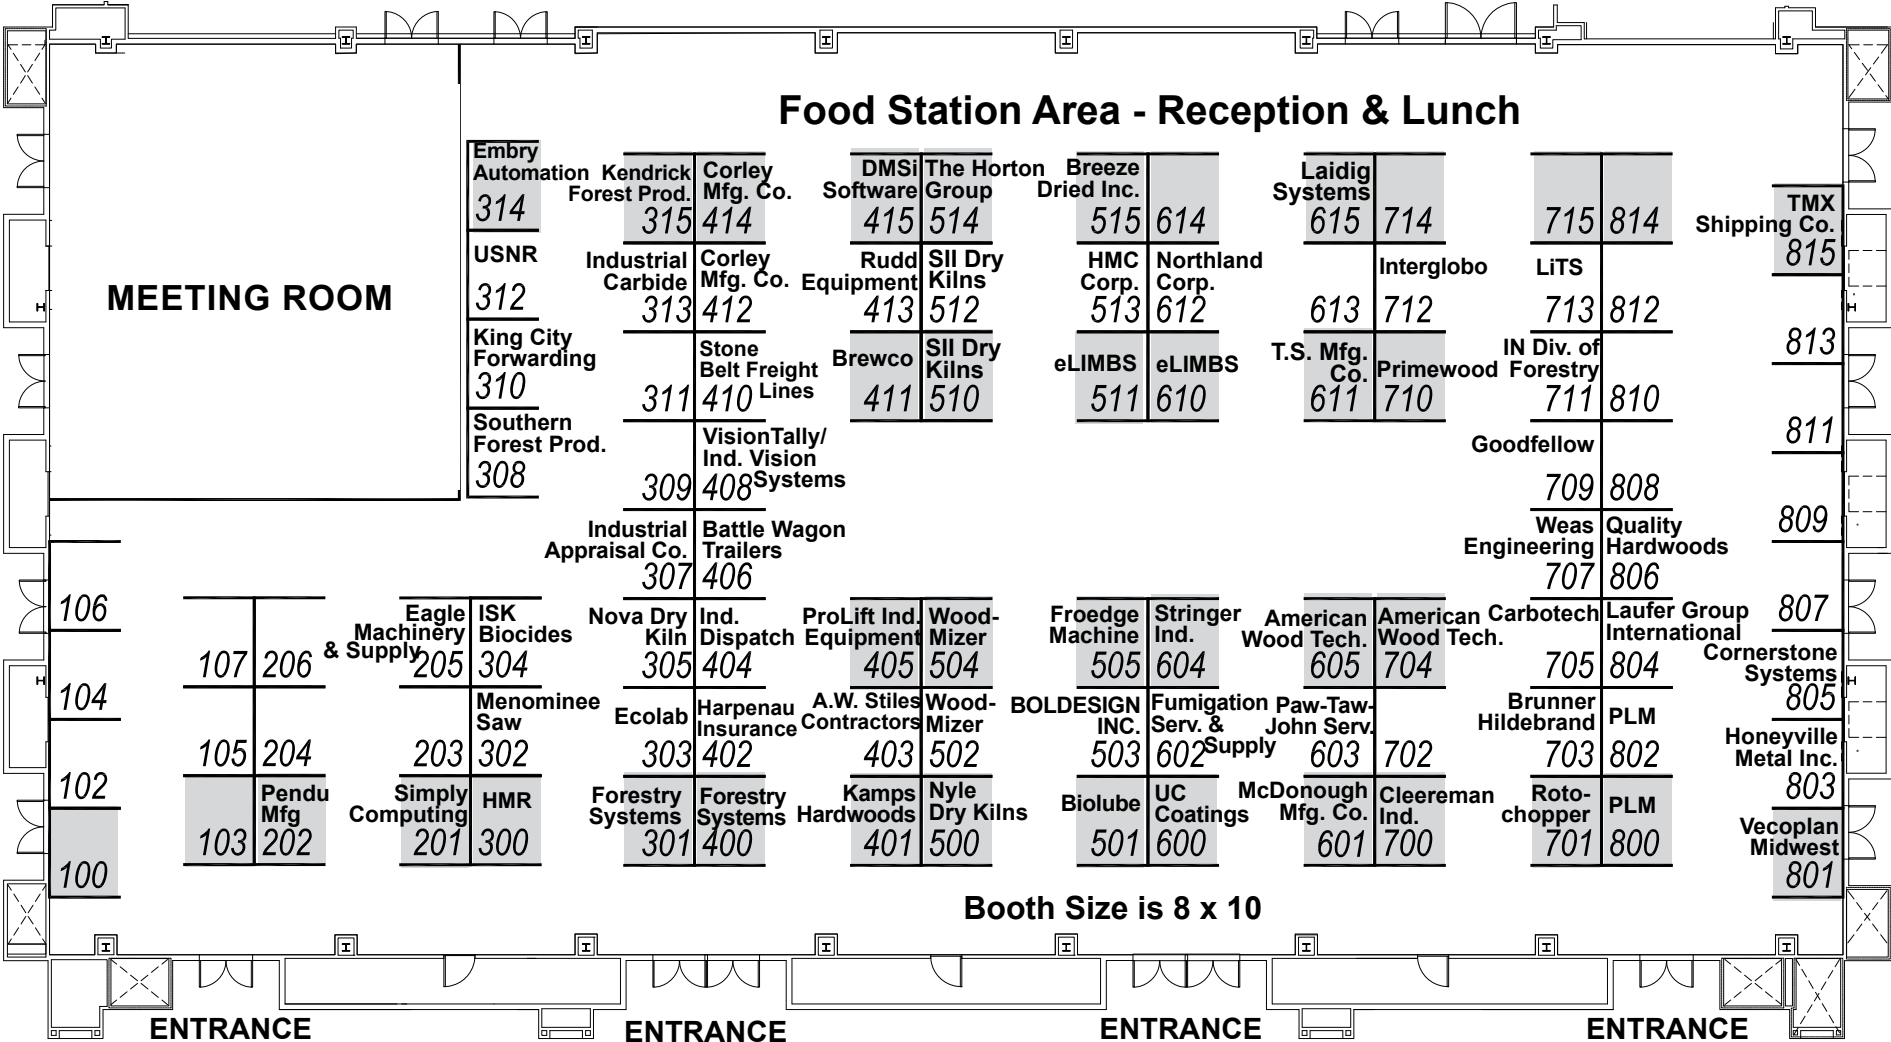 Food Station Area - Reception & Lunch
MEETING ROOM
Embry
Automation
314
USNR
312
King City
Forwarding
310
Southern
Forest Prod.
308
Kendrick
Forest Prod.
315
Corley
Mfg. Co.
414
Industrial
Carbide
313
Corley
Mfg. Co.
412
311
Stone
Belt Freight
Lines
410
309
VisionTally/
Ind. Vision
Systems
408
Industrial
Appraisal Co.
307
Battle Wagon
Trailers
406
Nova Dry
Kiln
305
Ind.
Dispatch
404
Ecolab
303
Harpenau
Insurance
402
Forestry
Systems
301
Forestry
Systems
400
DMSi
Software
415
The Horton
Group
514
Rudd
Equipment
413
SII Dry
Kilns
512
Brewco
411
SII Dry
Kilns
510
ProLift Ind.
Equipment
405
Wood-
Mizer
504
A.W. Stiles
Contractors
403
Wood-
Mizer
502
Kamps
Hardwoods
401
Nyle
Dry Kilns
500
Breeze
Dried Inc.
515
614
HMC
Corp.
513
Northland
Corp.
612
eLIMBS
511
eLIMBS
610
Froedge
Machine
505
Stringer
Ind.
604
BOLDESIGN
INC.
503
Fumigation
Serv. &
Supply
602
Biolube
501
UC
Coatings
600
Laidig
Systems
615
714
613
Interglobo
712
T.S. Mfg.
Co.
611
Primewood
710
American
Wood Tech.
605
American
Wood Tech.
704
Paw-Taw-
John Serv.
603
702
McDonough
Mfg. Co.
601
Cleereman
Ind.
700
715
814
LiTS
713
812
IN Div. of
Forestry
711
810
Goodfellow
709
808
Weas
Engineering
707
Quality
Hardwoods
806
Carbotech
705
Laufer Group
International
804
Brunner
Hildebrand
703
PLM
802
Roto-
chopper
701
PLM
800
TMX
Shipping Co.
815
813
811
809
807
Cornerstone
Systems
805
Honeyville
Metal Inc.
803
Vecoplan
Midwest
801
106
104
102
100
107
206
105
204
103
Pendu
Mfg
202
Eagle
Machinery
& Supply
205
ISK
Biocides
304
203
Menominee
Saw
302
Simply
Computing
201
HMR
300
Booth Size is 8 x 10
ENTRANCE
ENTRANCE
ENTRANCE
ENTRANCE